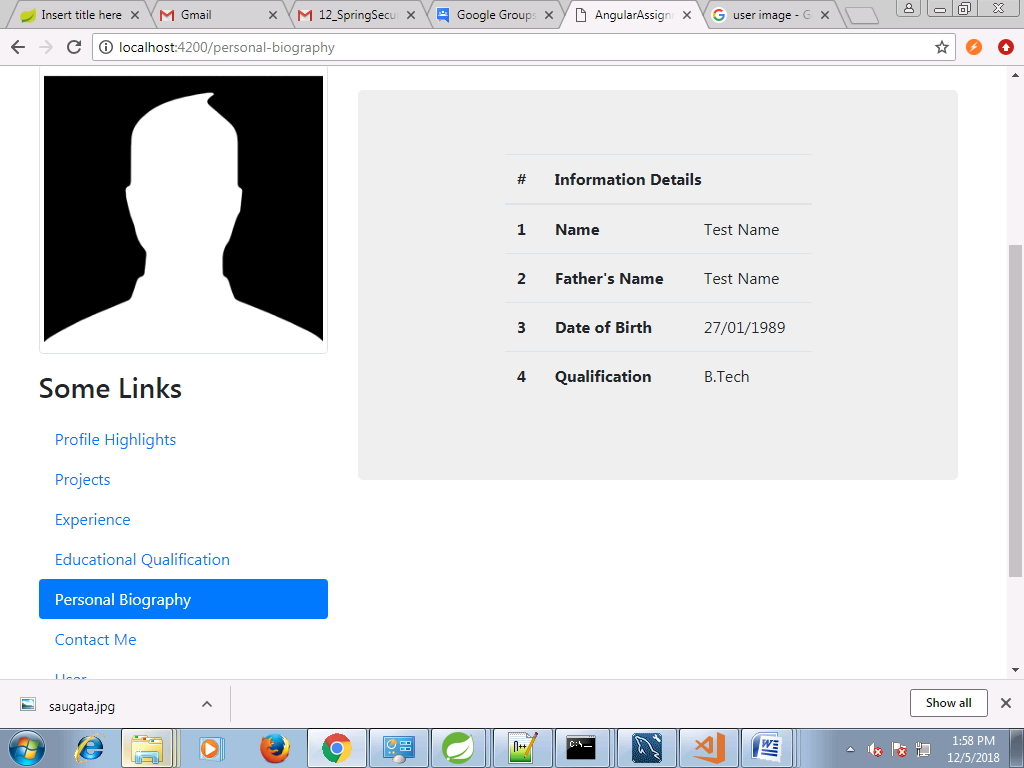 Insert title here
Gmail
12_SpringSecu
Google Groups
AngularAssignm
user image - G
localhost:4200/personal-biography
# Information Details
1 Name Test Name
2 Father's Name Test Name
3 Date of Birth 27/01/1989
4 Qualification B.Tech
Some Links
Profile Highlights
Projects
Experience
Educational Qualification
Personal Biography
Contact Me
User
saugata.jpg
Show all
1:58 PM
12/5/2018